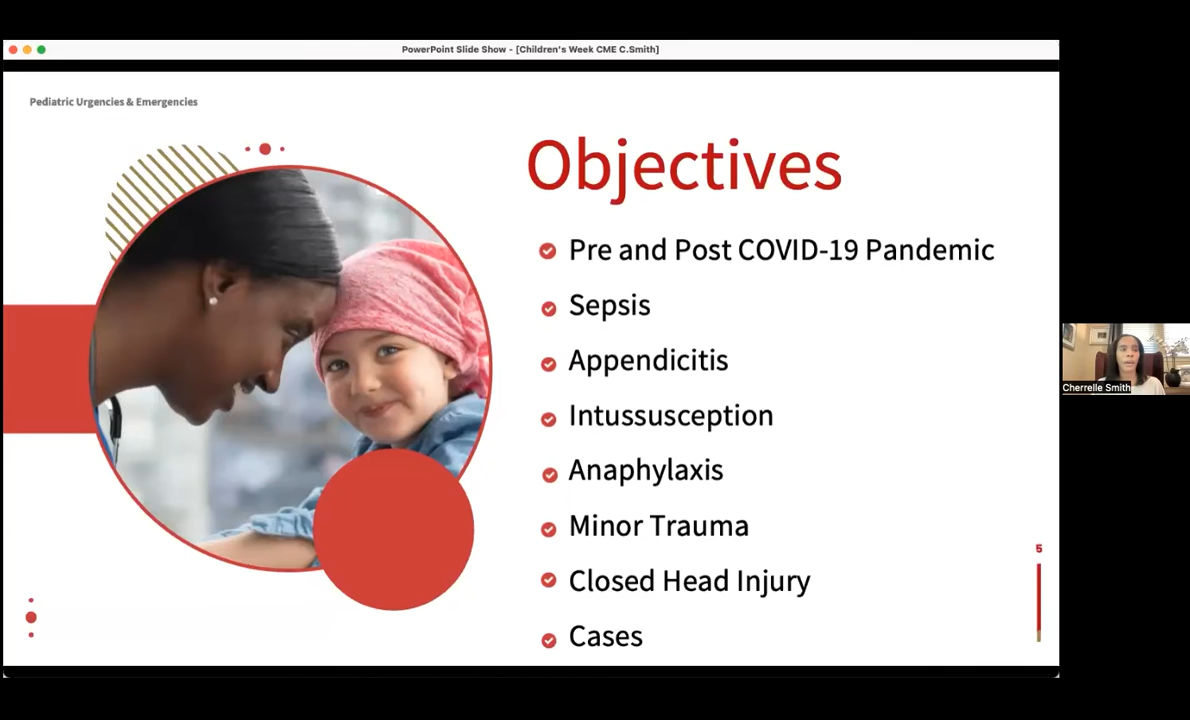 PowerPoint Slide Show - [Children's Week CME C.Smith]
Pediatric Urgencies & Emergencies
Objectives
Pre and Post COVID-19 Pandemic
Sepsis
Appendicitis
Intussusception
Anaphylaxis
Minor Trauma
Closed Head Injury
Cases
5
Cherrelle Smith